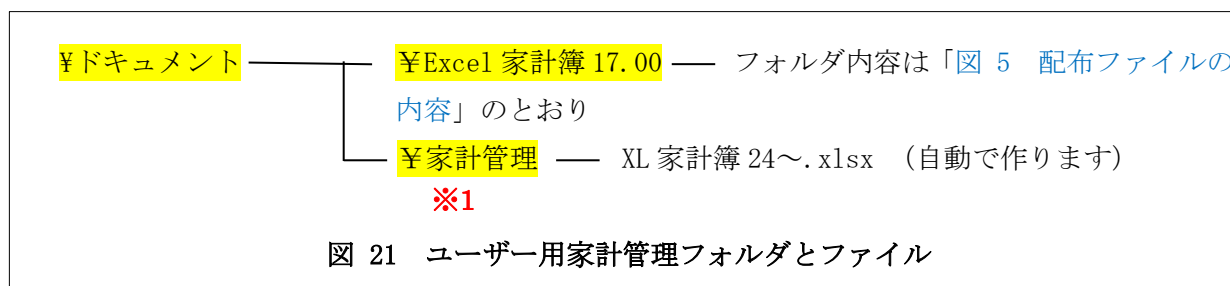 ¥ドキュメント ¥Excel 家計簿 17.00 フォルダ内容は「図 5 配布ファイルの
内容」のとおり
¥家計管理 XL 家計簿 24~.xlsx (自動で作ります)
※1
図 21 ユーザー用家計管理フォルダとファイル